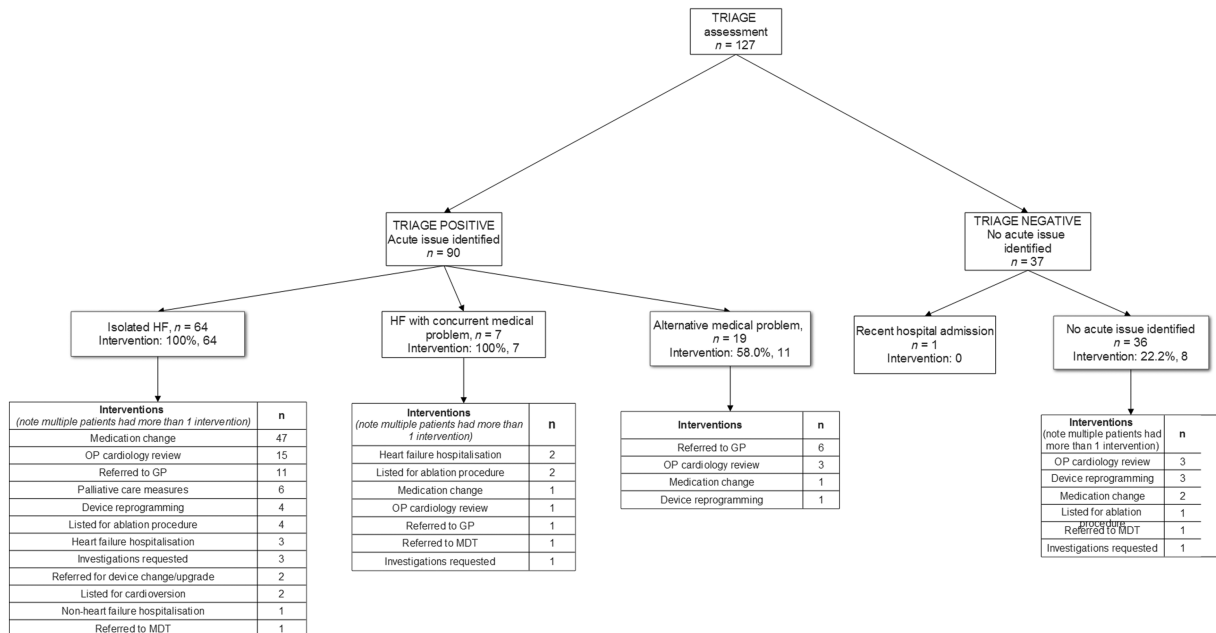 TRIAGE
assessment
n = 127
TRIAGE POSITIVE
Acute issue identified
n = 90
TRIAGE NEGATIVE
No acute issue
identified
n = 37
Isolated HF, n = 64
Intervention: 100%, 64
HF with concurrent medical
problem, n = 7
Intervention: 100%, 7
Alternative medical problem,
n = 19
Intervention: 58.0%, 11
Recent hospital admission
n = 1
Intervention: 0
No acute issue identified
n = 36
Intervention: 22.2%, 8
Interventions
(note multiple patients had more than 1 intervention)
n
Medication change 47
OP cardiology review 15
Referred to GP 11
Palliative care measures 6
Device reprogramming 4
Listed for ablation procedure 4
Heart failure hospitalisation 3
Investigations requested 3
Referred for device change/upgrade 2
Listed for cardioversion 2
Non-heart failure hospitalisation 1
Referred to MDT 1
Interventions
(note multiple patients had more than
1 intervention)
n
Heart failure hospitalisation 2
Listed for ablation procedure 2
Medication change 1
OP cardiology review 1
Referred to GP 1
Referred to MDT 1
Investigations requested 1
Interventions n
Referred to GP 6
OP cardiology review 3
Medication change 1
Device reprogramming 1
Interventions
(note multiple patients had
more than 1 intervention)
n
OP cardiology review 3
Device reprogramming 3
Medication change 2
Listed for ablation 1
procedure
Referred to MDT 1
Investigations requested 1